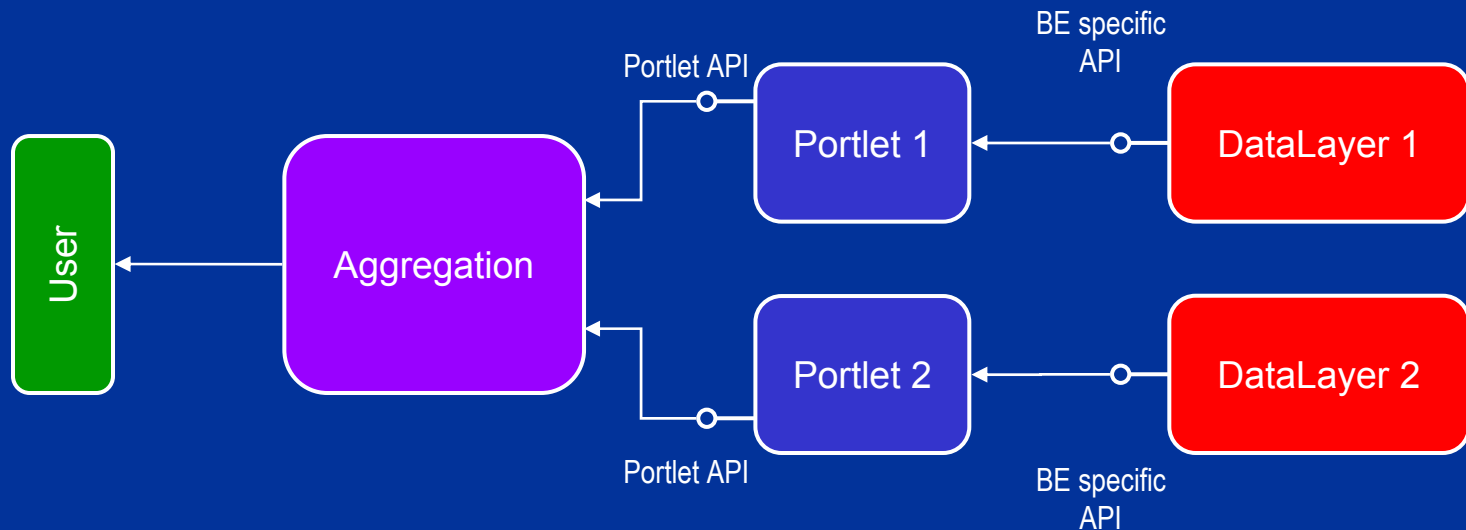 BE specific
API
Portlet API
Portlet 1
DataLayer 1
User
Aggregation
Portlet 2
DataLayer 2
Portlet API
BE specific
API